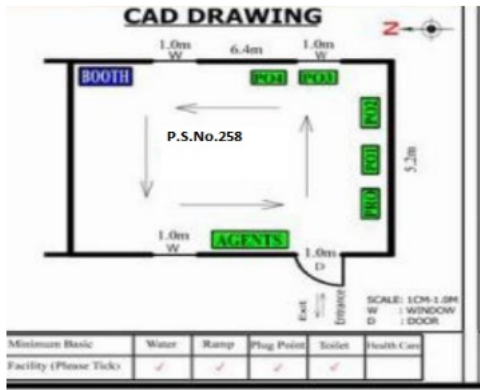 CAD DRAWING
N
1.0m
W
6.4m
1.0m
W
BOOTH
PO4
PO3
PO2
P.S.No.258
PO1
5.2m
PRO
1.0m
W
AGENTS
1.0m
D
Exit
Entrance
SCALE: 1CM-1.0M
W : WINDOW
D : DOOR
Minimum Basic Water Ramp Plug Point Toilet Health Care
Facility (Please Tick) ✓ ✓ ✓ ✓